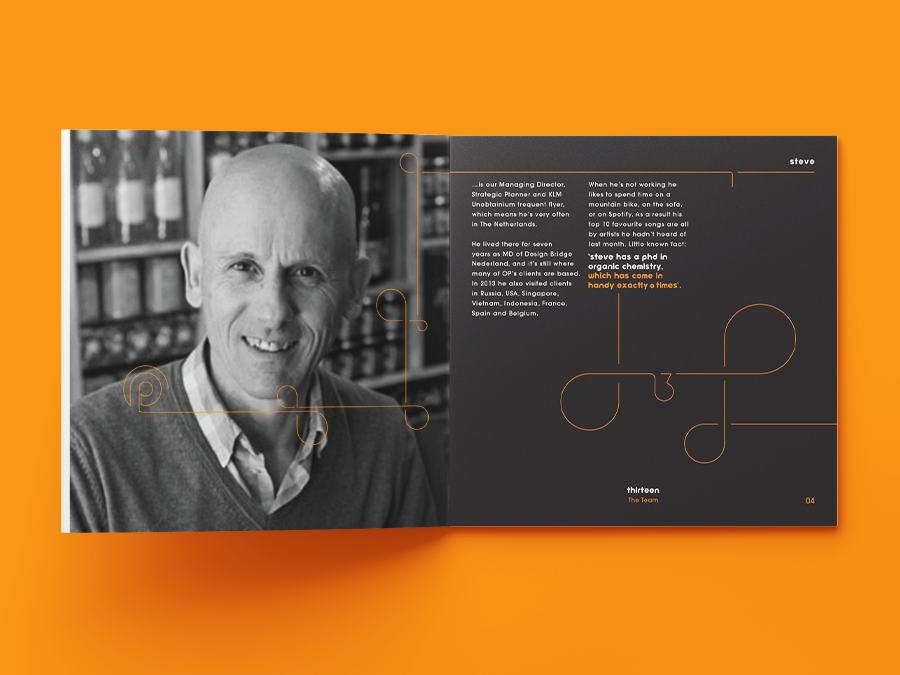 steve
...is our Managing Director,
Strategic Planner and KLM
Unobtainium frequent flyer,
which means he's very often
in The Netherlands.
He lived there for seven
years as MD of Design Bridge
Nederland, and it's still where
many of OP's clients are based.
In 2013 he also visited clients
in Russia, USA, Singapore,
Vietnam, Indonesia, France,
Spain and Belgium.
When he's not working he
likes to spend time on a
mountain bike, on the sofa,
or on Spotify. As a result his
top 10 favourite songs are all
by artists he hadn't heard of
last month. Little known fact:
'steve has a phd in
organic chemistry,
which has come in
handy exactly 0 times'.
thirteen
The Team
04